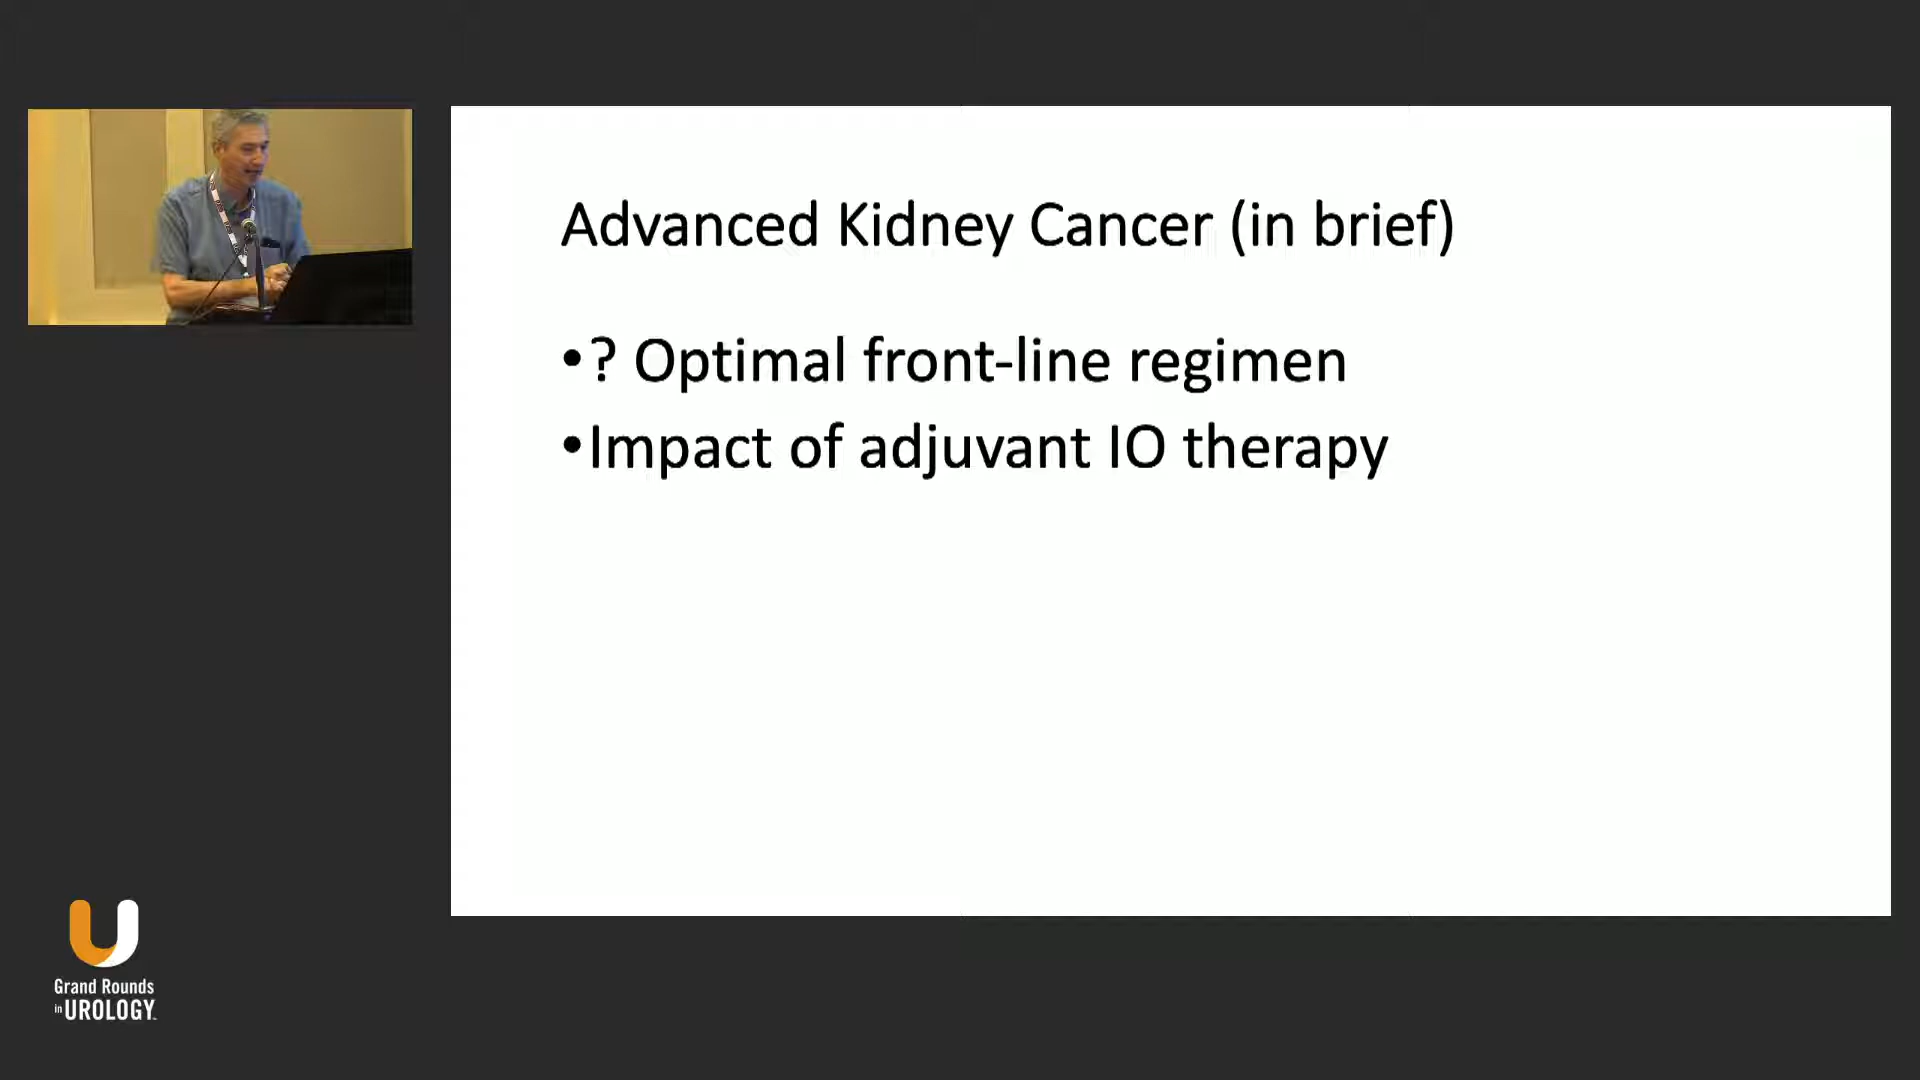 Advanced Kidney Cancer (in brief)
•? Optimal front-line regimen
•Impact of adjuvant IO therapy
U
Grand Rounds
in UROLOGY